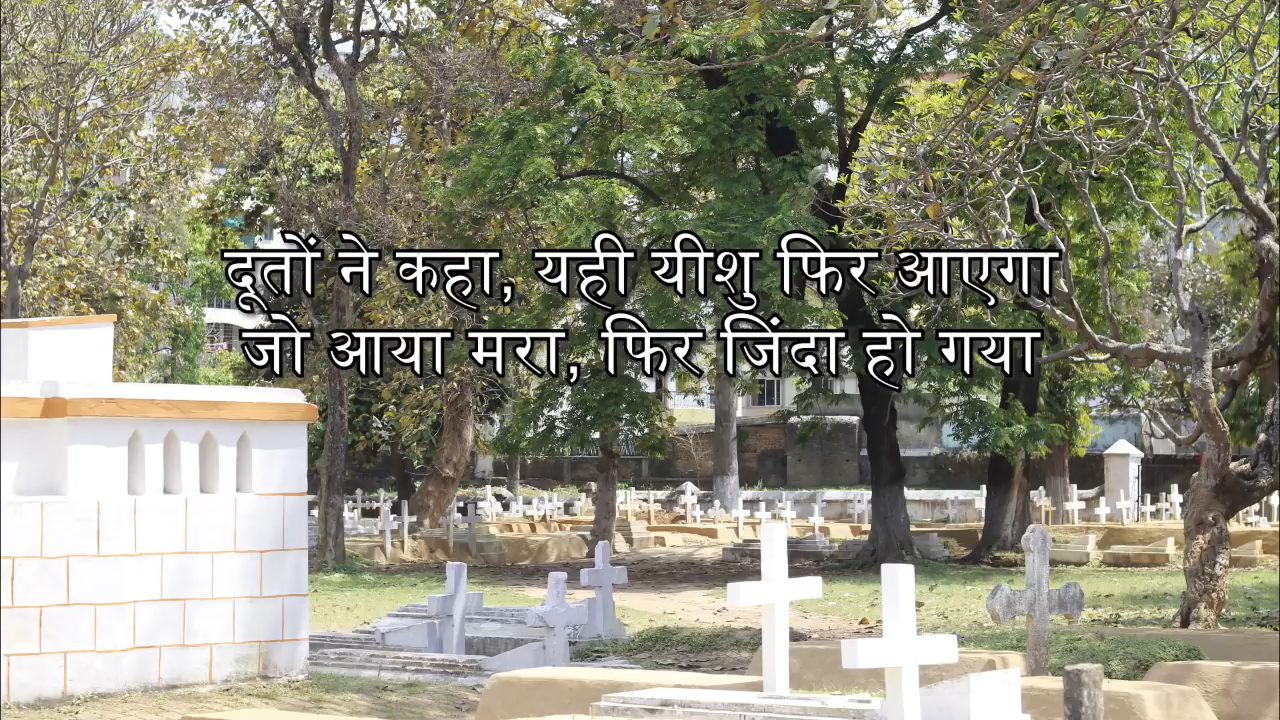 दूतों ने कहा, यही यीशु फिर आएगा
जो आया मरा, फिर जिंदा हो गया